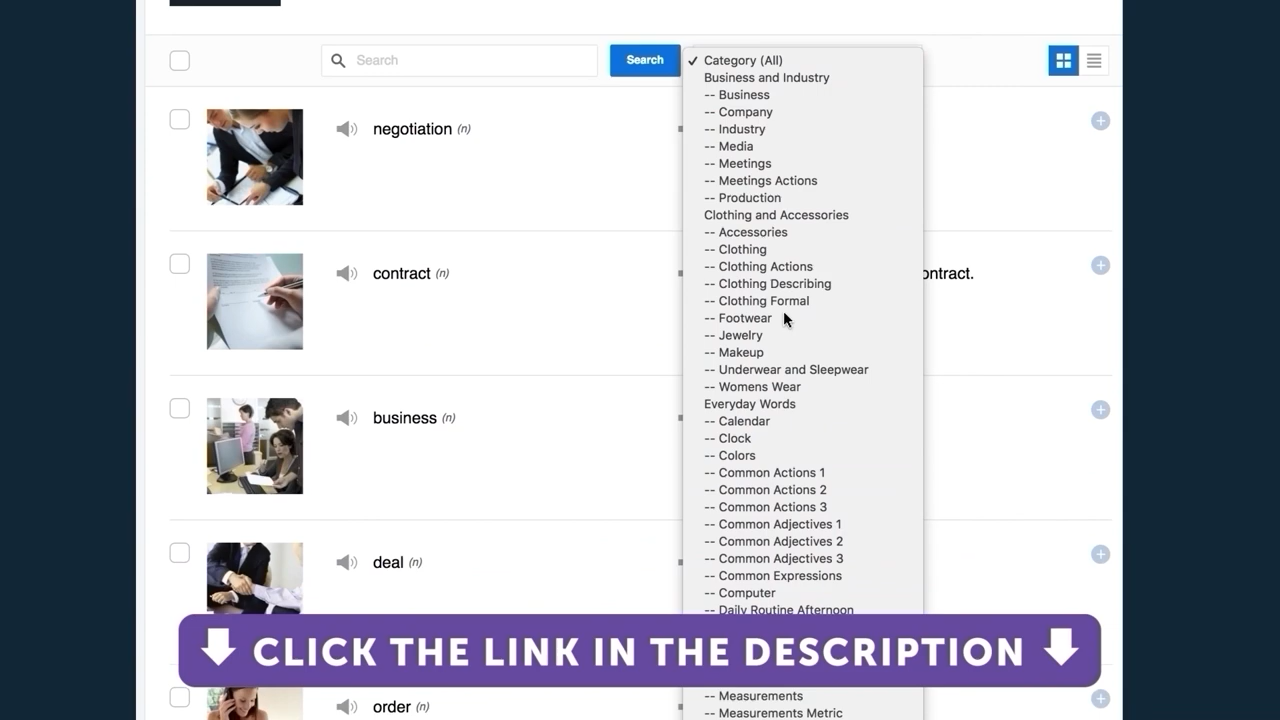 Search
Search
Category (All)
Business and Industry
-- Business
-- Company
-- Industry
-- Media
-- Meetings
-- Meetings Actions
-- Production
Clothing and Accessories
-- Accessories
-- Clothing
-- Clothing Actions
-- Clothing Describing
-- Clothing Formal
-- Footwear
-- Jewelry
-- Makeup
-- Underwear and Sleepwear
-- Womens Wear
Everyday Words
-- Calendar
-- Clock
-- Colors
-- Common Actions 1
-- Common Actions 2
-- Common Actions 3
-- Common Adjectives 1
-- Common Adjectives 2
-- Common Adjectives 3
-- Common Expressions
-- Computer
-- Daily Routine Afternoon
-- Measurements
-- Measurements Metric
negotiation (n)
contract (n)
ontract.
business (n)
deal (n)
CLICK THE LINK IN THE DESCRIPTION
order (n)